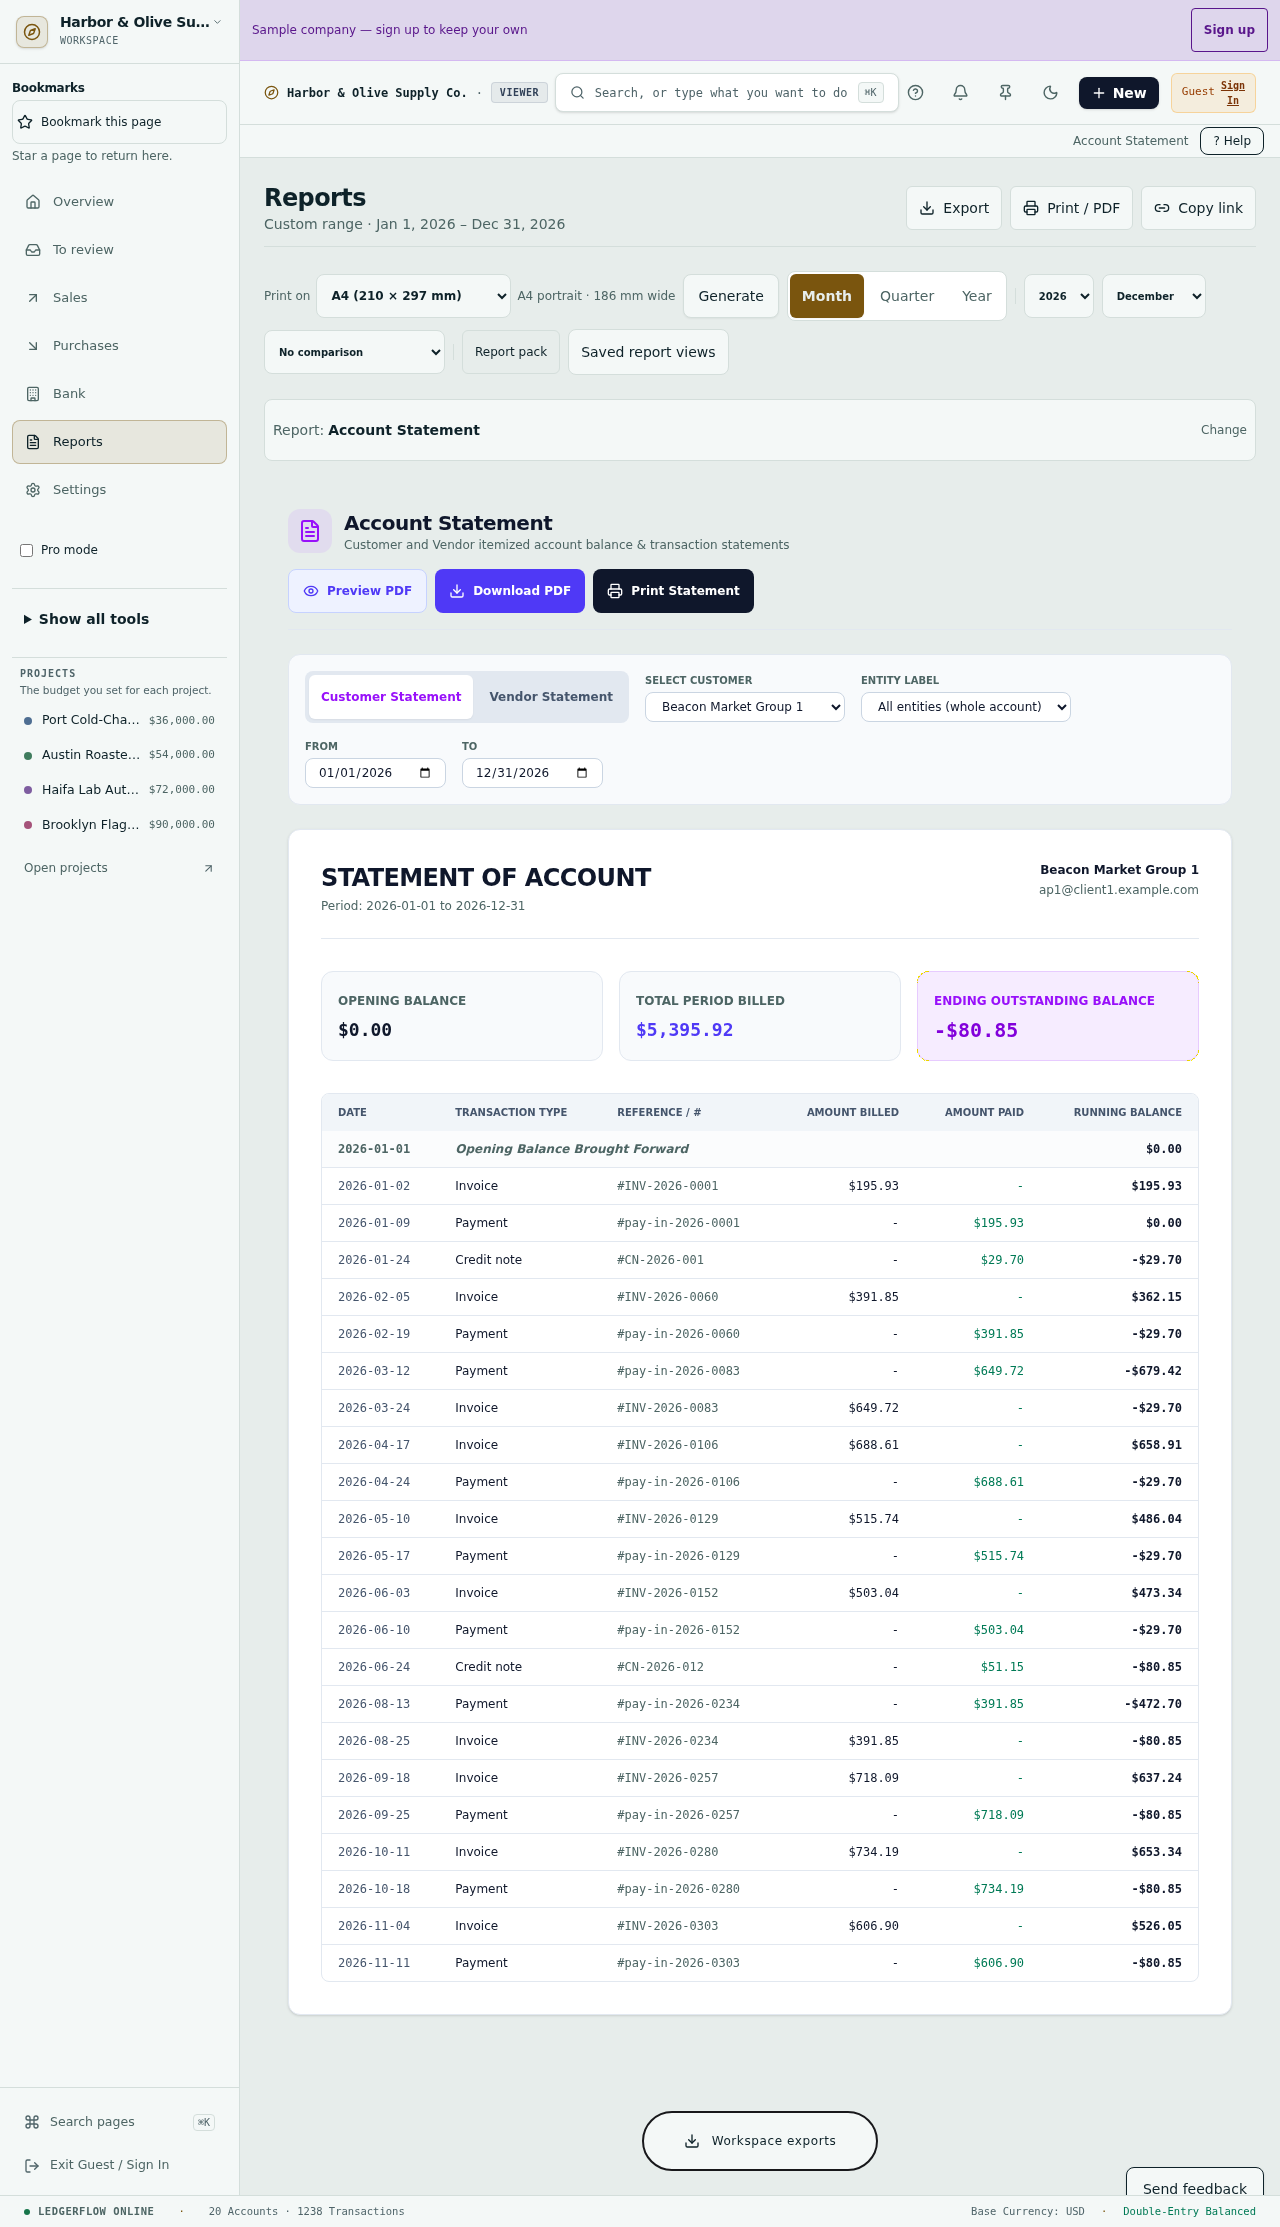 Harbor & Olive Su...
WORKSPACE
Bookmarks
Bookmark this page
Star a page to return here.
Overview
To review
Sales
Purchases
Bank
Reports
Settings
Pro mode
Show all tools
PROJECTS
The budget you set for each project.
Port Cold-Cha... $36,000.00
Austin Roaste... $54,000.00
Haifa Lab Aut... $72,000.00
Brooklyn Flag... $90,000.00
Open projects
Search pages ⌘K
Exit Guest / Sign In
Sample company — sign up to keep your own
Sign up
Harbor & Olive Supply Co. · VIEWER
Search, or type what you want to do ⌘K
New
Guest Sign In
Account Statement
? Help
Reports
Custom range · Jan 1, 2026 – Dec 31, 2026
Export
Print / PDF
Copy link
Print on A4 (210 × 297 mm) A4 portrait · 186 mm wide Generate Month Quarter Year 2026 December
No comparison Report pack Saved report views
Report: Account Statement Change
Account Statement
Customer and Vendor itemized account balance & transaction statements
Preview PDF
Download PDF
Print Statement
Customer Statement Vendor Statement
SELECT CUSTOMER
Beacon Market Group 1
ENTITY LABEL
All entities (whole account)
FROM
01/01/2026
TO
12/31/2026
STATEMENT OF ACCOUNT
Period: 2026-01-01 to 2026-12-31
Beacon Market Group 1
ap1@client1.example.com
OPENING BALANCE
$0.00
TOTAL PERIOD BILLED
$5,395.92
ENDING OUTSTANDING BALANCE
-$80.85
DATE TRANSACTION TYPE REFERENCE / # AMOUNT BILLED AMOUNT PAID RUNNING BALANCE
2026-01-01 Opening Balance Brought Forward $0.00
2026-01-02 Invoice #INV-2026-0001 $195.93 - $195.93
2026-01-09 Payment #pay-in-2026-0001 - $195.93 $0.00
2026-01-24 Credit note #CN-2026-001 - $29.70 -$29.70
2026-02-05 Invoice #INV-2026-0060 $391.85 - $362.15
2026-02-19 Payment #pay-in-2026-0060 - $391.85 -$29.70
2026-03-12 Payment #pay-in-2026-0083 - $649.72 -$679.42
2026-03-24 Invoice #INV-2026-0083 $649.72 - -$29.70
2026-04-17 Invoice #INV-2026-0106 $688.61 - $658.91
2026-04-24 Payment #pay-in-2026-0106 - $688.61 -$29.70
2026-05-10 Invoice #INV-2026-0129 $515.74 - $486.04
2026-05-17 Payment #pay-in-2026-0129 - $515.74 -$29.70
2026-06-03 Invoice #INV-2026-0152 $503.04 - $473.34
2026-06-10 Payment #pay-in-2026-0152 - $503.04 -$29.70
2026-06-24 Credit note #CN-2026-012 - $51.15 -$80.85
2026-08-13 Payment #pay-in-2026-0234 - $391.85 -$472.70
2026-08-25 Invoice #INV-2026-0234 $391.85 - -$80.85
2026-09-18 Invoice #INV-2026-0257 $718.09 - $637.24
2026-09-25 Payment #pay-in-2026-0257 - $718.09 -$80.85
2026-10-11 Invoice #INV-2026-0280 $734.19 - $653.34
2026-10-18 Payment #pay-in-2026-0280 - $734.19 -$80.85
2026-11-04 Invoice #INV-2026-0303 $606.90 - $526.05
2026-11-11 Payment #pay-in-2026-0303 - $606.90 -$80.85
Workspace exports
Send feedback
LEDGERFLOW ONLINE · 20 Accounts · 1238 Transactions
Base Currency: USD · Double-Entry Balanced